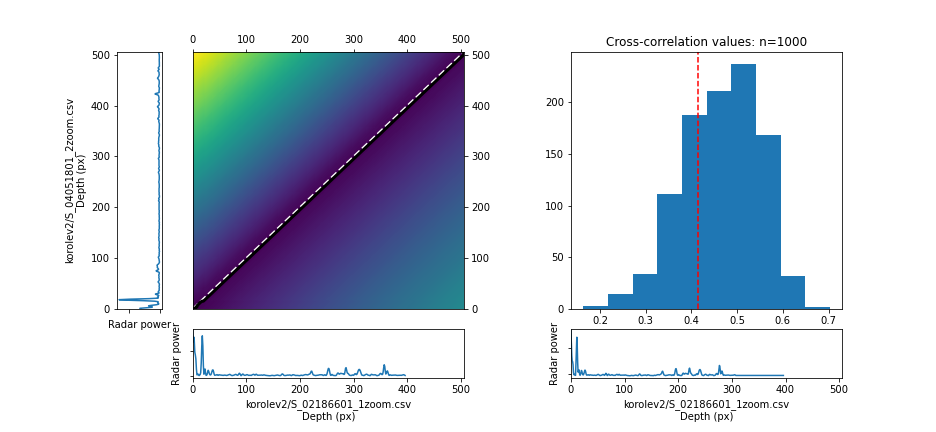 Cross-correlation values: n=1000
0 100 200 300 400 500
500
400
300
200
100
0
korolev2/S_04051801_2zoom.csv
Depth (px)
Radar power
500
400
300
200
100
0
200
150
100
50
0
0.2 0.3 0.4 0.5 0.6 0.7
Radar power
0 100 200 300 400 500
korolev2/S_02186601_1zoom.csv
Depth (px)
Radar power
0 100 200 300 400 500
korolev2/S_02186601_1zoom.csv
Depth (px)